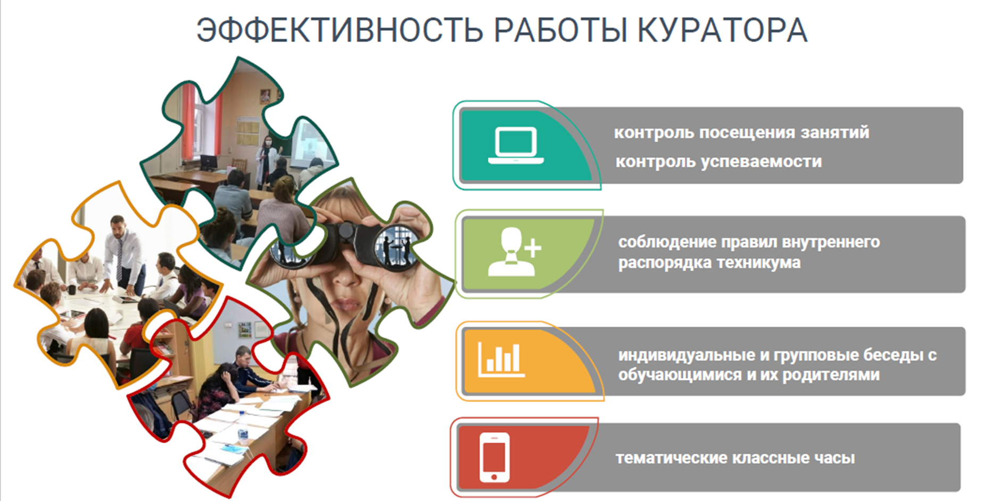 ЭФФЕКТИВНОСТЬ РАБОТЫ КУРАТОРА
контроль посещения занятий
контроль успеваемости
соблюдение правил внутреннего
распорядка техникума
индивидуальные и групповые беседы с
обучающимися и их родителями
тематические классные часы